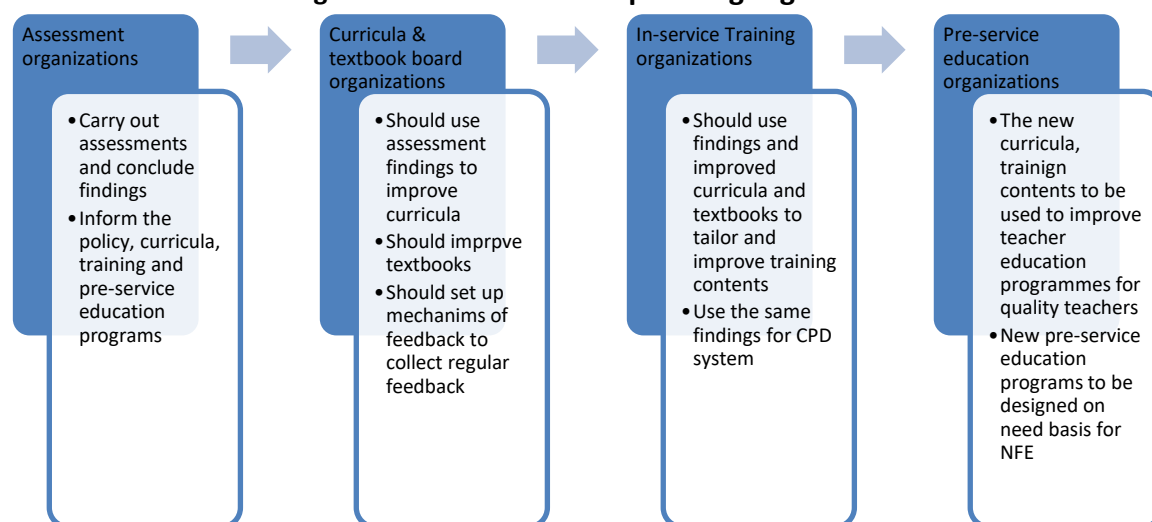 Assessment
organizations
•Carry out
assessments
and conclude
findings
•Inform the
policy, curricula,
training and
pre-service
education
programs
Curricula &
textbook board
organizations
•Should use
assessment
findings to
improve
curricula
•Should imprpve
textbooks
•Should set up
mechanims of
feedback to
collect regular
feedback
In-service Training
organizations
•Should use
findings and
improved
curricula and
textbooks to
tailor and
improve training
contents
•Use the same
findings for CPD
system
Pre-service
education
organizations
•The new
curricula,
trainign
contents to be
used to improve
teacher
education
programmes for
quality teachers
•New pre-service
education
programs to be
designed on
need basis for
NFE